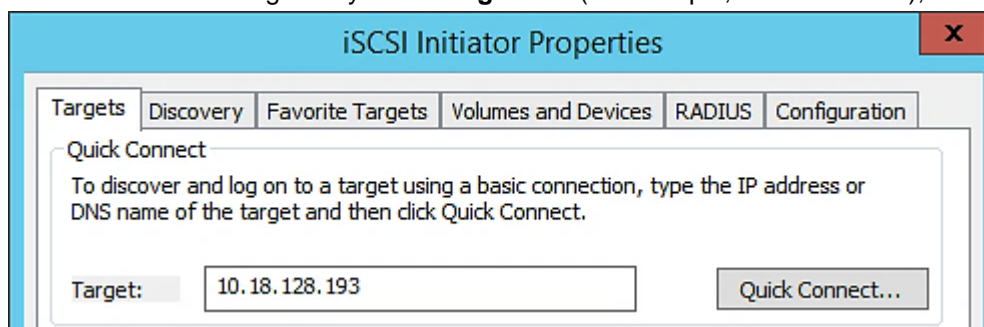 iSCSI Initiator Properties
x
Targets Discovery Favorite Targets Volumes and Devices RADIUS Configuration
Quick Connect
To discover and log on to a target using a basic connection, type the IP address or
DNS name of the target and then click Quick Connect.
Target: 10.18.128.193 Quick Connect...